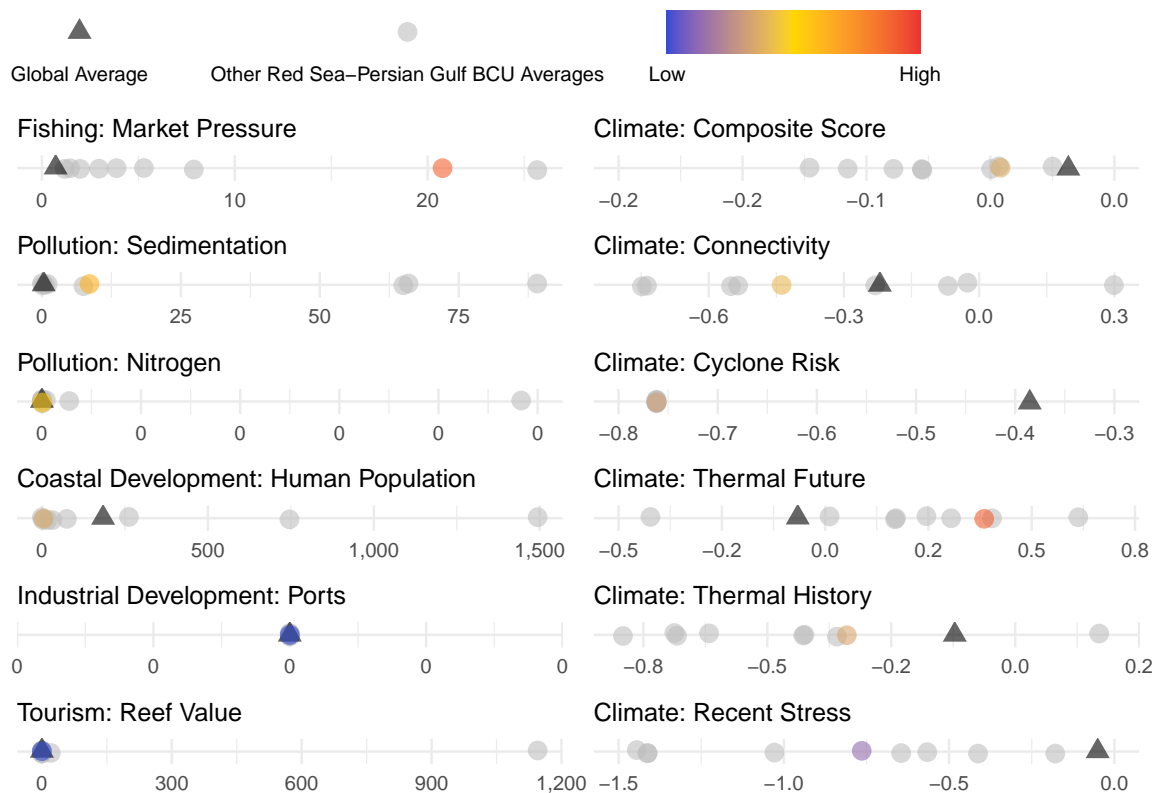 Global Average
Other Red Sea−Persian Gulf BCU Averages
Low
High
Fishing: Market Pressure
0 10 20
Climate: Composite Score
−0.2 −0.2 −0.1 0.0 0.0
Pollution: Sedimentation
0 25 50 75
Climate: Connectivity
−0.6 −0.3 0.0 0.3
Pollution: Nitrogen
0 0 0 0 0 0
Climate: Cyclone Risk
−0.8 −0.7 −0.6 −0.5 −0.4 −0.3
Coastal Development: Human Population
0 500 1,000 1,500
Climate: Thermal Future
−0.5 −0.2 0.0 0.2 0.5 0.8
Industrial Development: Ports
0 0 0 0 0
Climate: Thermal History
−0.8 −0.5 −0.2 0.0 0.2
Tourism: Reef Value
0 300 600 900 1,200
Climate: Recent Stress
−1.5 −1.0 −0.5 0.0